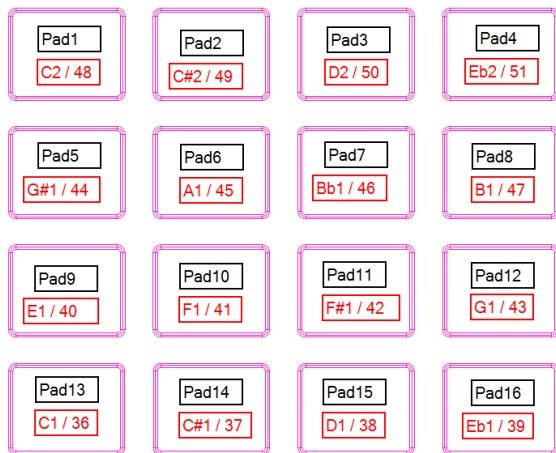 Pad1
C2 / 48
Pad2
C#2 / 49
Pad3
D2 / 50
Pad4
Eb2 / 51
Pad5
G#1 / 44
Pad6
A1 / 45
Pad7
Bb1 / 46
Pad8
B1 / 47
Pad9
E1 / 40
Pad10
F1 / 41
Pad11
F#1 / 42
Pad12
G1 / 43
Pad13
C1 / 36
Pad14
C#1 / 37
Pad15
D1 / 38
Pad16
Eb1 / 39